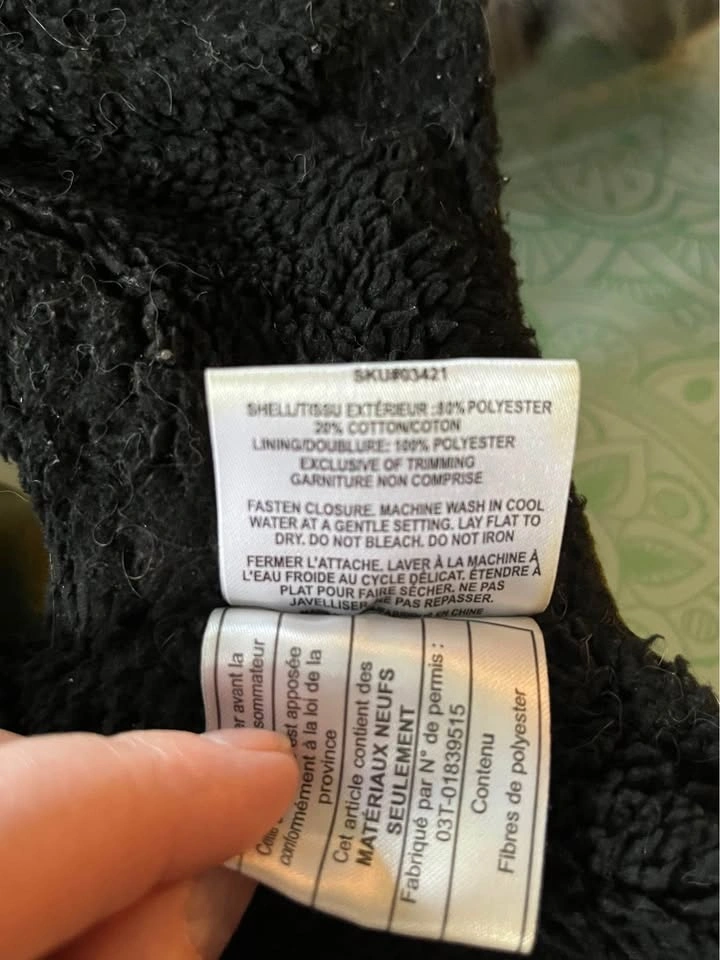 SKU#03421
SHELL/TISSU EXTÉRIEUR :80% POLYESTER
20% COTTON/COTON
LINING/DOUBLURE: 100% POLYESTER
EXCLUSIVE OF TRIMMING
GARNITURE NON COMPRISE
FASTEN CLOSURE. MACHINE WASH IN COOL
WATER AT A GENTLE SETTING. LAY FLAT TO
DRY. DO NOT BLEACH. DO NOT IRON
FERMER L'ATTACHE. LAVER À LA MACHINE À
L'EAU FROIDE AU CYCLE DÉLICAT. ÉTENDRE À
PLAT POUR FAIRE SÉCHER. NE PAS
JAVELLISER NE PAS REPASSER.
EN CHINE
er avant la
sommateur
est apposée
conformément à la loi de la
province
Cet article contient des
MATÉRIAUX NEUFS
SEULEMENT
Fabriqué par N° de permis :
03T-01839515
Contenu
Fibres de polyester